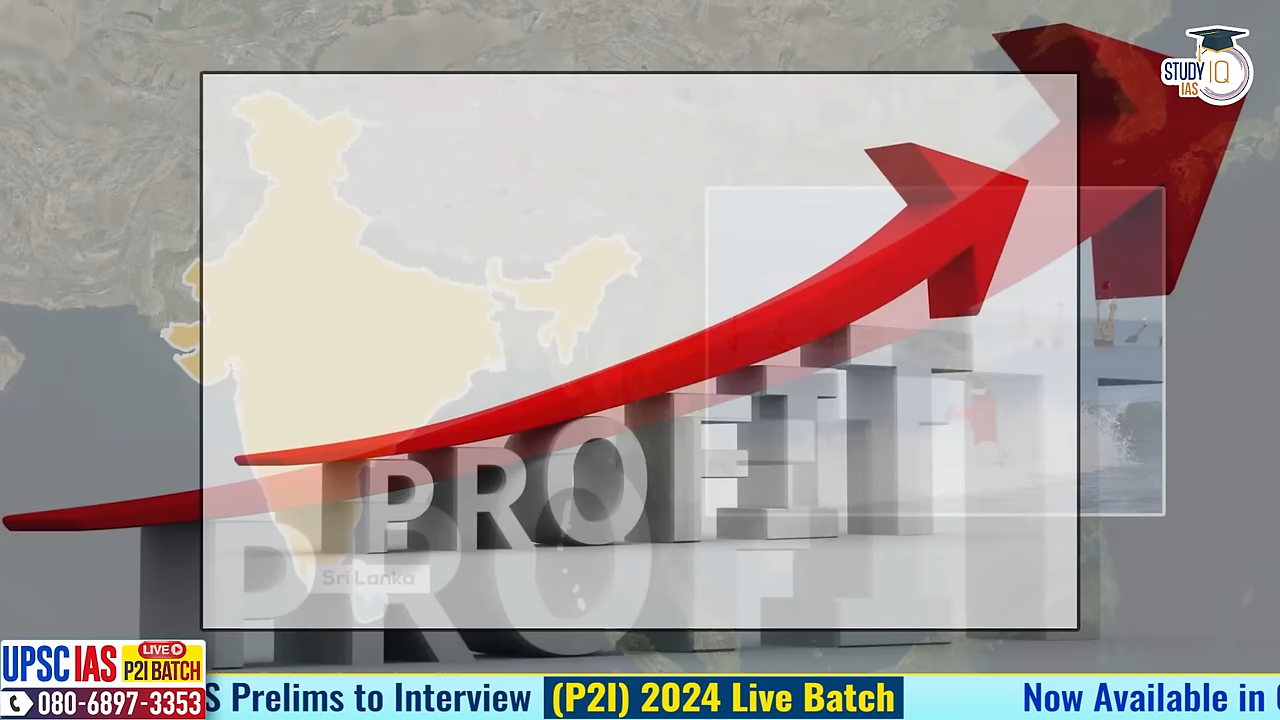 STUDY IQ
IAS
PROFIT
PROFIT
Sri Lanka
UPSC IAS LIVE
P2I BATCH
080-6897-3353
S Prelims to Interview (P2I) 2024 Live Batch Now Available in